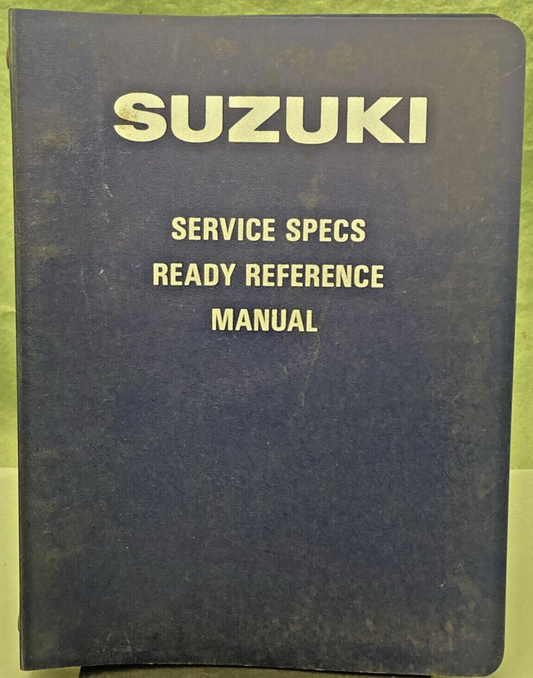 SUZUKI
SERVICE SPECS
READY REFERENCE
MANUAL